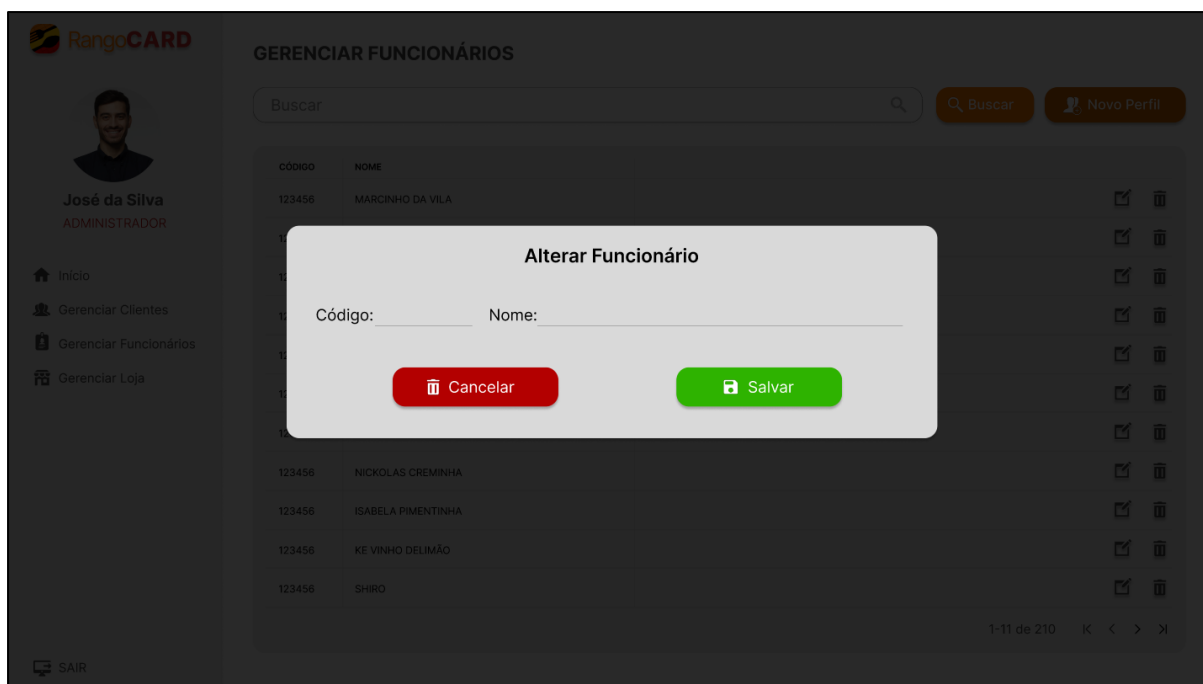 RangoCARD
José da Silva
ADMINISTRADOR
Início
Gerenciar Clientes
Gerenciar Funcionários
Gerenciar Loja
SAIR
GERENCIAR FUNCIONÁRIOS
Buscar
Buscar
Novo Perfil
CÓDIGO NOME
123456 MARCINHO DA VILA
Alterar Funcionário
Código: Nome:
Cancelar Salvar
123456 NICKOLAS CREMINHA
123456 ISABELA PIMENTINHA
123456 KE VINHO DELIMÃO
123456 SHIRO
1-11 de 210